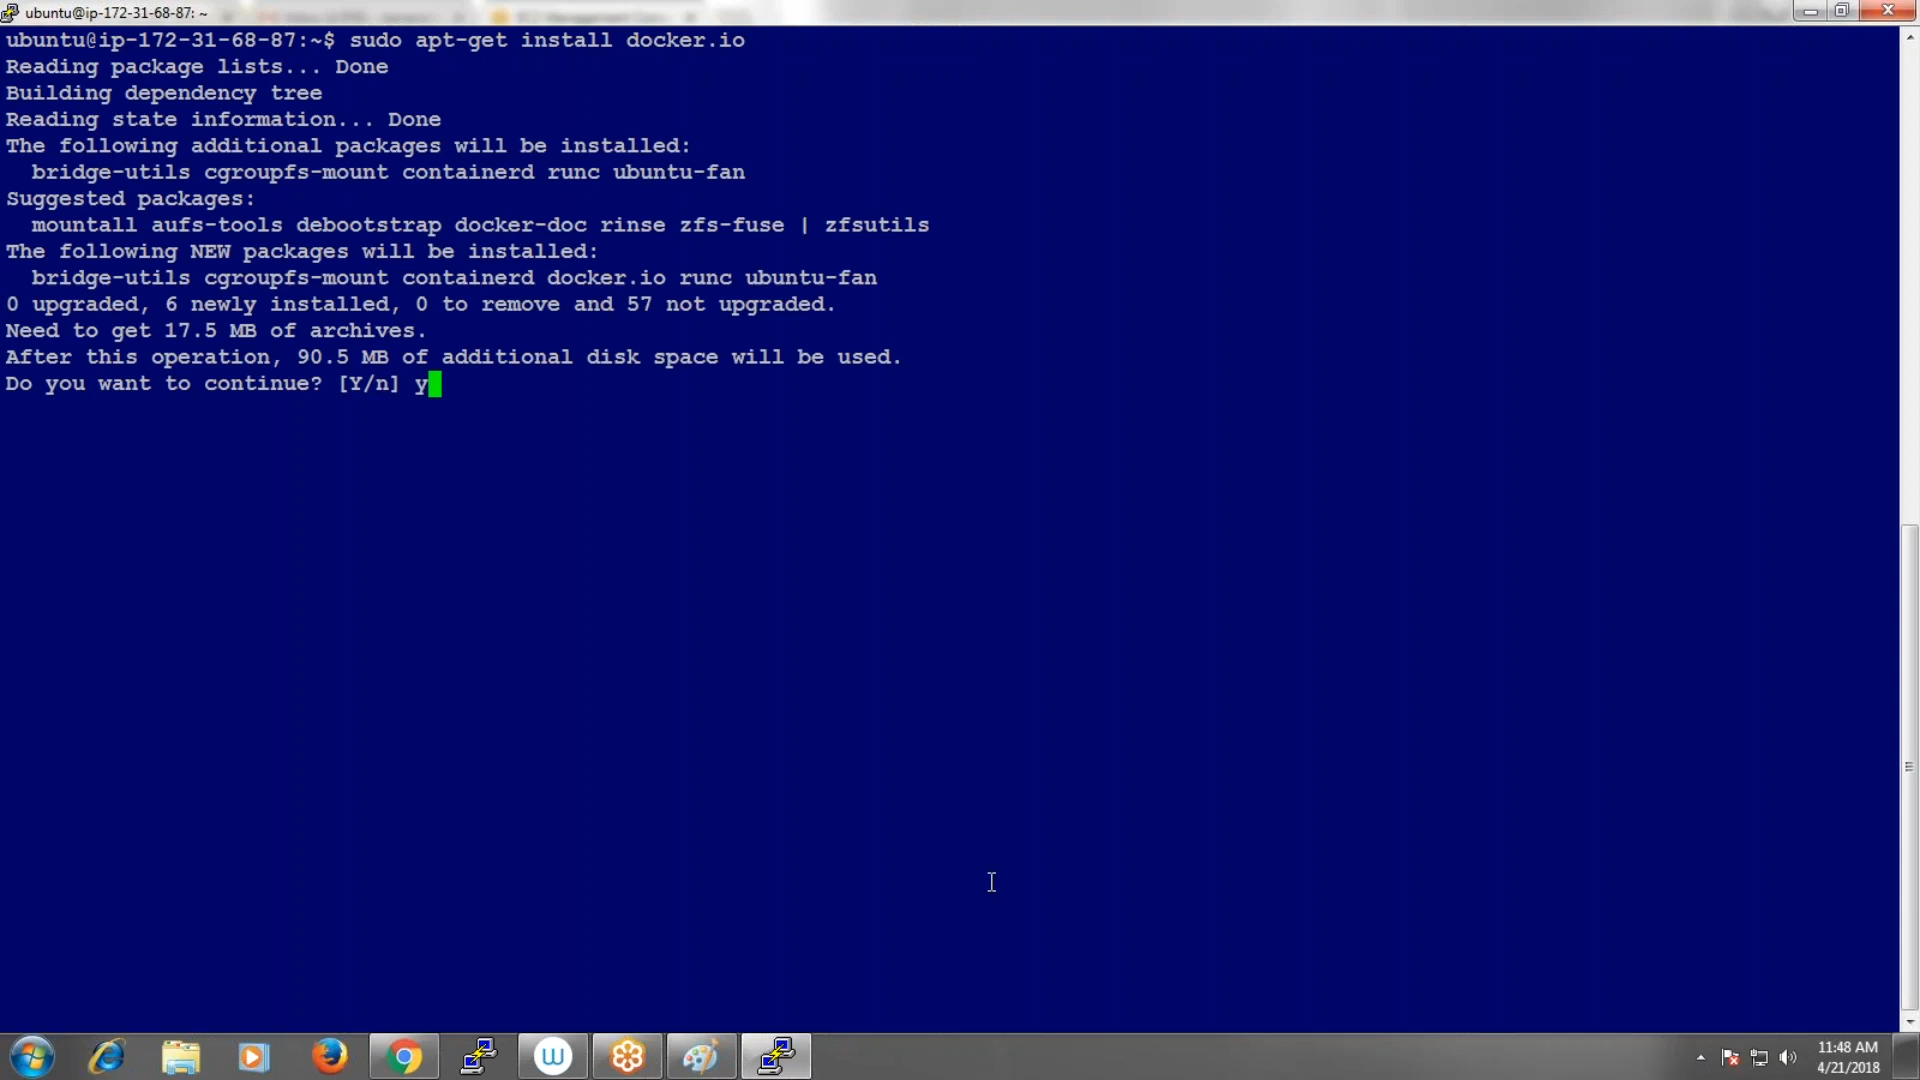 ubuntu@ip-172-31-68-87: ~
ubuntu@ip-172-31-68-87:~$ sudo apt-get install docker.io
Reading package lists... Done
Building dependency tree
Reading state information... Done
The following additional packages will be installed:
bridge-utils cgroupfs-mount containerd runc ubuntu-fan
Suggested packages:
mountall aufs-tools debootstrap docker-doc rinse zfs-fuse | zfsutils
The following NEW packages will be installed:
bridge-utils cgroupfs-mount containerd docker.io runc ubuntu-fan
0 upgraded, 6 newly installed, 0 to remove and 57 not upgraded.
Need to get 17.5 MB of archives.
After this operation, 90.5 MB of additional disk space will be used.
Do you want to continue? [Y/n] y
11:48 AM
4/21/2018